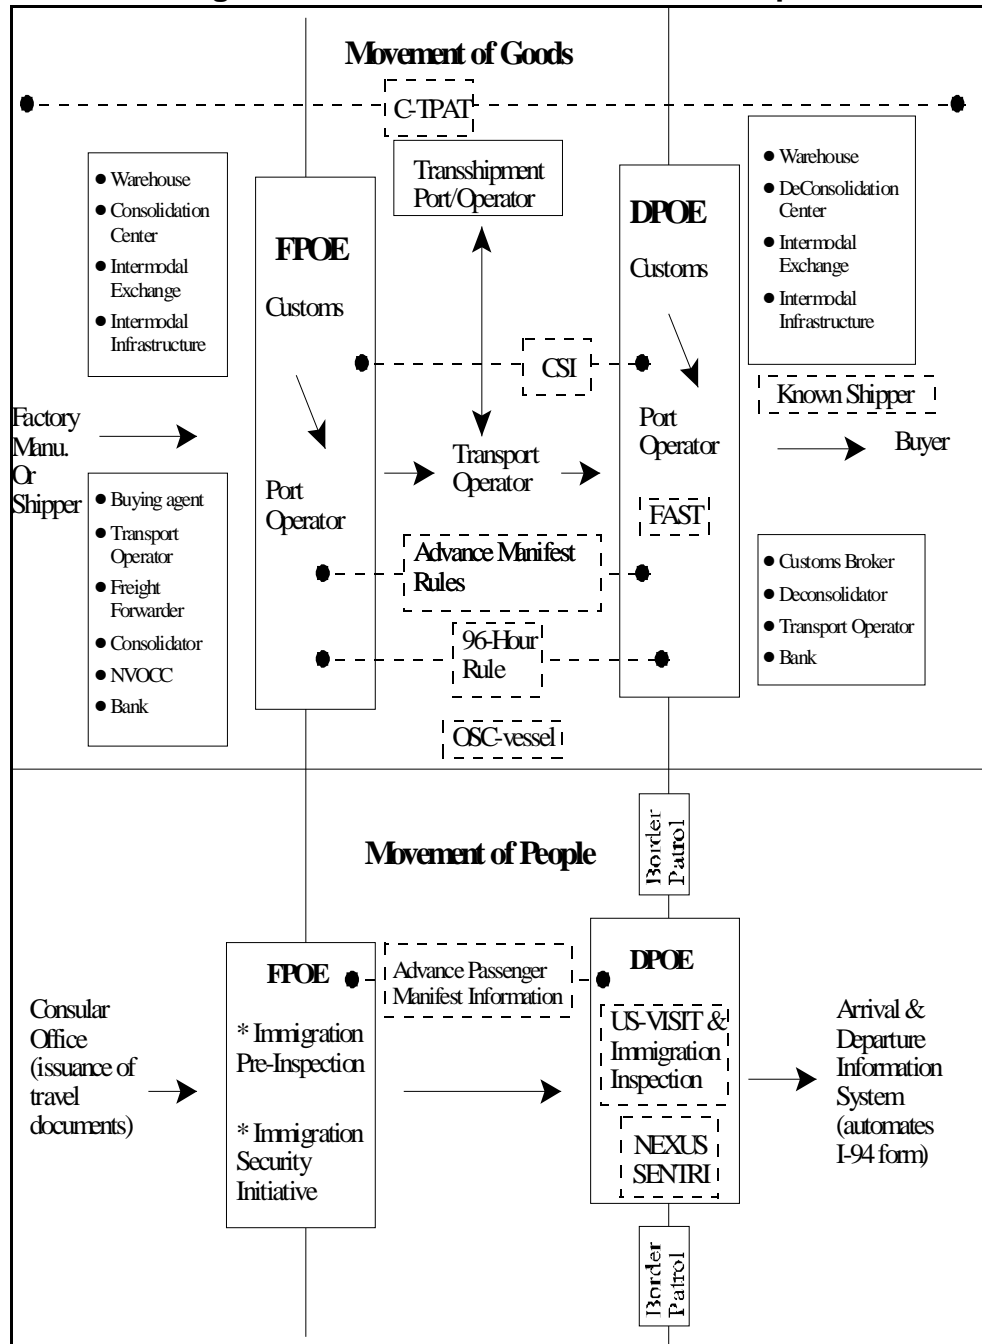 Movement of Goods
C-TPAT
Transshipment
Port/Operator
• Warehouse
• Consolidation
Center
• Intermodal
Exchange
• Intermodal
Infrastructure
FPOE
Customs
Port
Operator
DPOE
Customs
Port
Operator
FAST
• Warehouse
• DeConsolidation
Center
• Intermodal
Exchange
• Intermodal
Infrastructure
CSI
Known Shipper
Factory
Manu.
Or
Shipper
Transport
Operator
Buyer
• Buying agent
• Transport
Operator
• Freight
Forwarder
• Consolidator
• NVOCC
• Bank
Advance Manifest
Rules
96-Hour
Rule
OSC-vessel
• Customs Broker
• Deconsolidator
• Transport Operator
• Bank
Movement of People
Border
Patrol
FPOE
* Immigration
Pre-Inspection
* Immigration
Security
Initiative
Advance Passenger
Manifest Information
DPOE
US-VISIT &
Immigration
Inspection
NEXUS
SENTRI
Consular
Office
(issuance of
travel
documents)
Arrival &
Departure
Information
System
(automates
I-94 form)
Border
Patrol